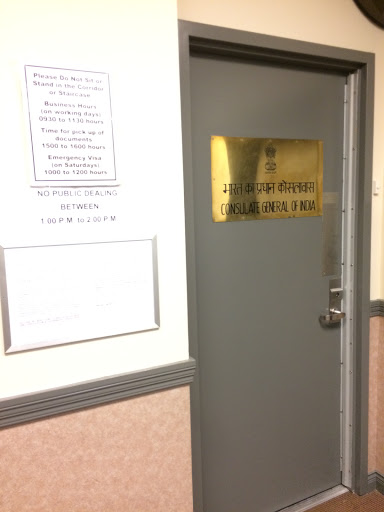 Please Do Not Sit or
Stand in the Corridor
or Staircase
Business Hours
(on working days)
0930 to 1130 hours
Time for pick up of
documents
1500 to 1600 hours
Emergency Visa
(on Saturdays)
1000 to 1200 hours
NO PUBLIC DEALING
BETWEEN
1:00 P.M. to 2:00 P.M
भारत का प्रधान कौंसलावास
CONSULATE GENERAL OF INDIA